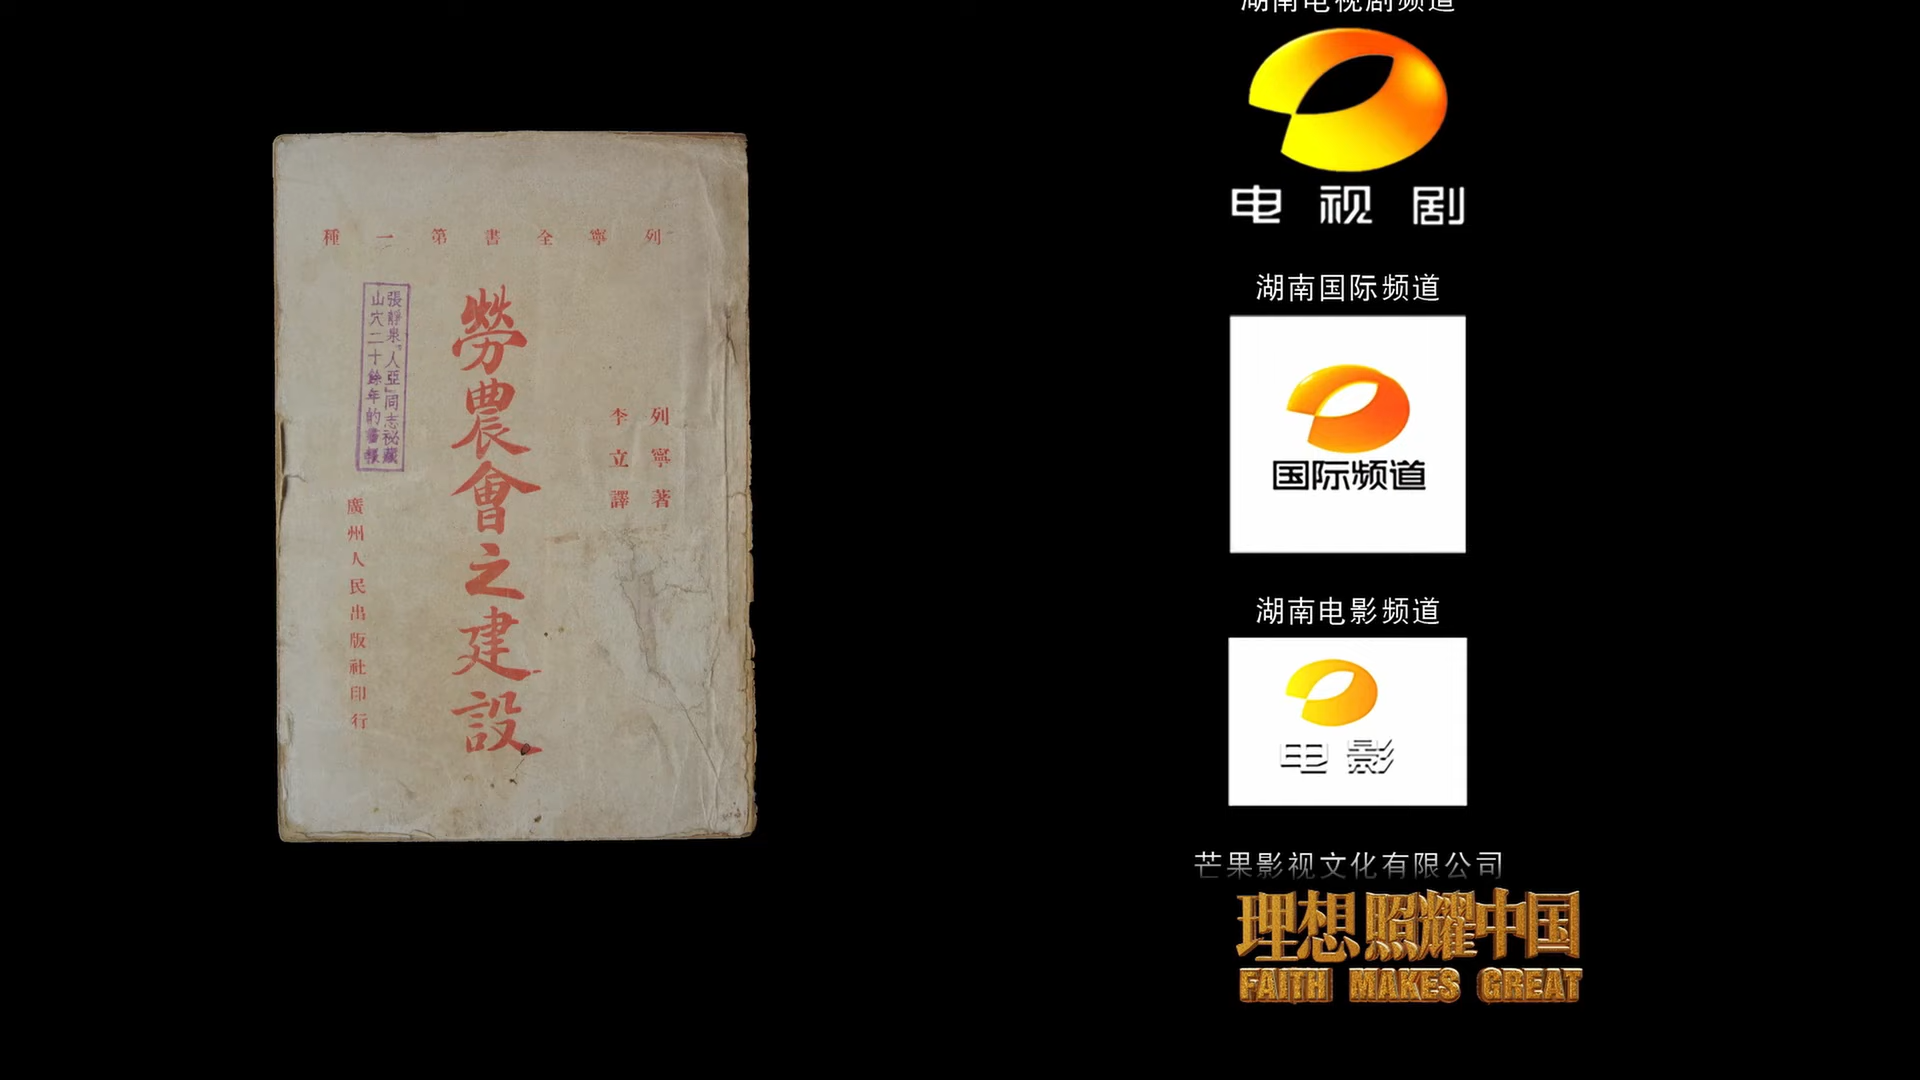 列寧全書第一種
列寧著
李立譯
勞農會之建設
張靜泉『人亞』同志秘藏
山穴二十餘年的書報
廣州人民出版社印行
湖南电视剧频道
电视剧
湖南国际频道
国际频道
湖南电影频道
电影
芒果影视文化有限公司
理想照耀中国
FAITH MAKES GREAT